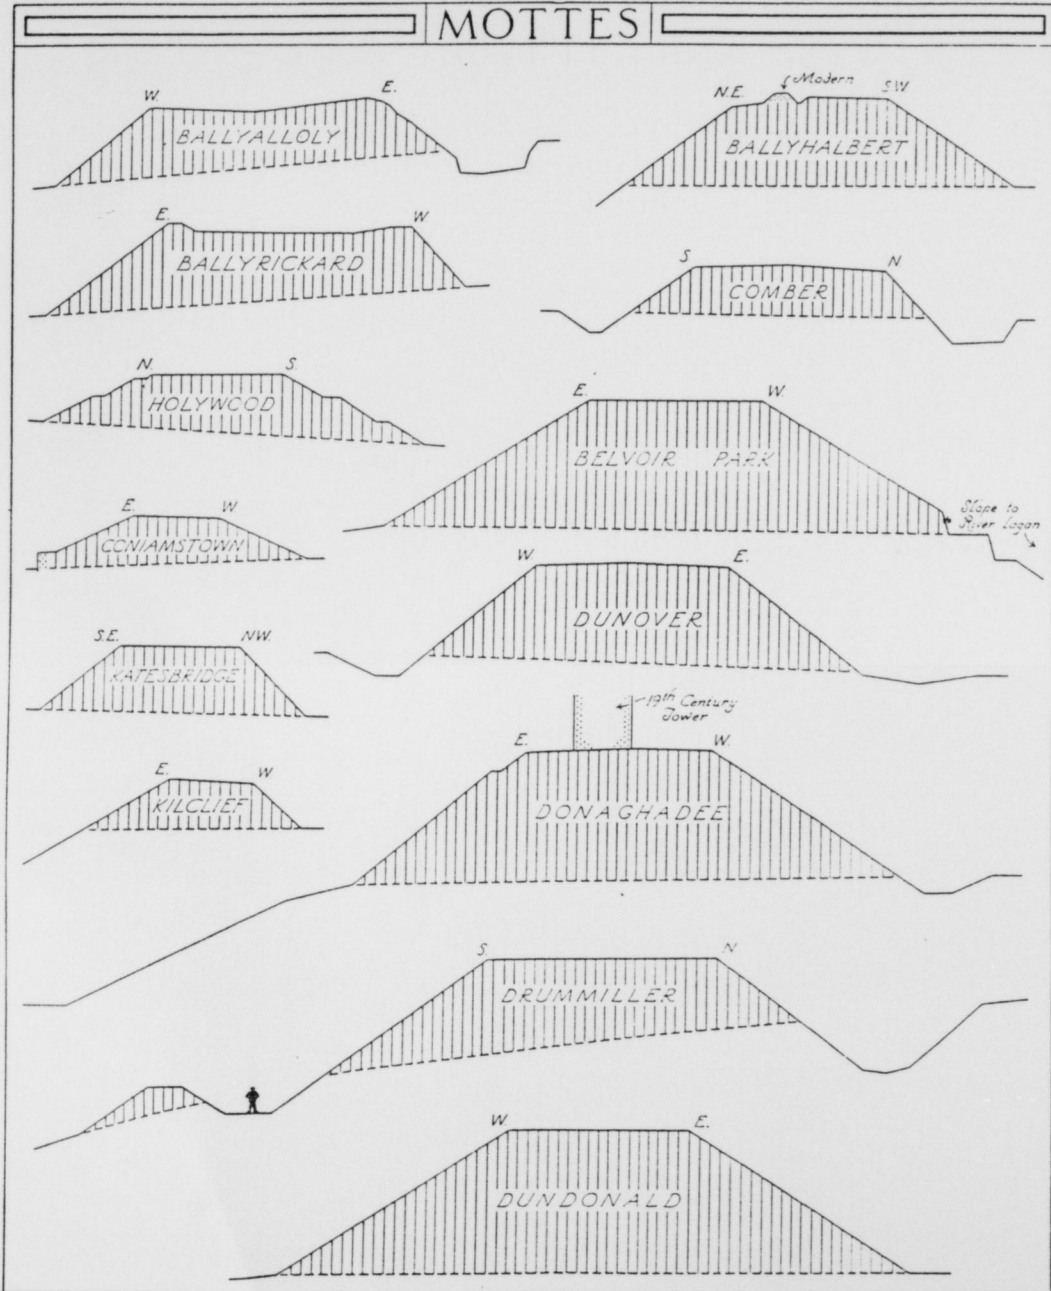 MOTTES
W. E.
BALLYALLOLY
Modern
N.E. S.W.
BALLYHALBERT
E. W
BALLYRICKARD
S N.
COMBER
N. S.
HOLYWOOD
E. W.
BELVOIR PARK
Slope to
River Lagan
E. W
CONIAMSTOWN
W. E.
DUNOVER
S.E. NW.
KATESBRIDGE
19th Century
Tower
E. W.
DONAGHADEE
E. W
KILCLIEF
S. N
DRUMMILLER
W. E.
DUNDONALD